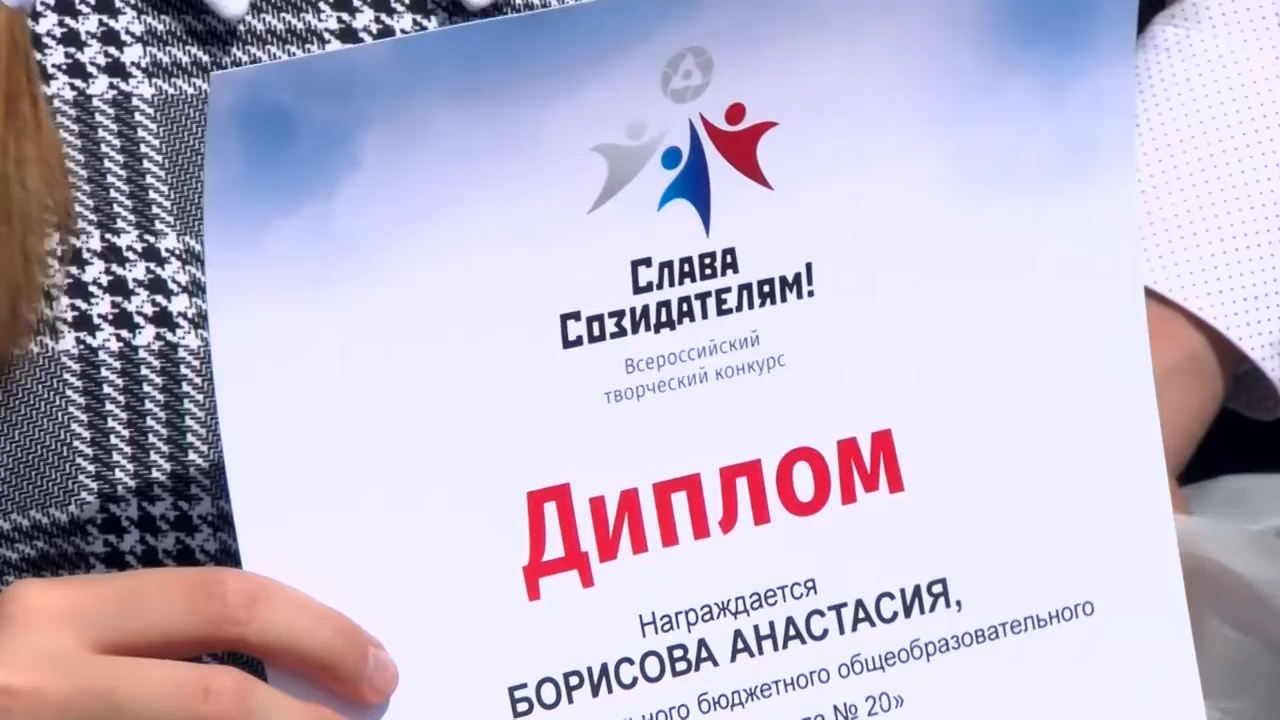 Слава
Созидателям!
Всероссийский
творческий конкурс
Диплом
Награждается
БОРИСОВА АНАСТАСИЯ,
бюджетного общеобразовательного
№ 20»